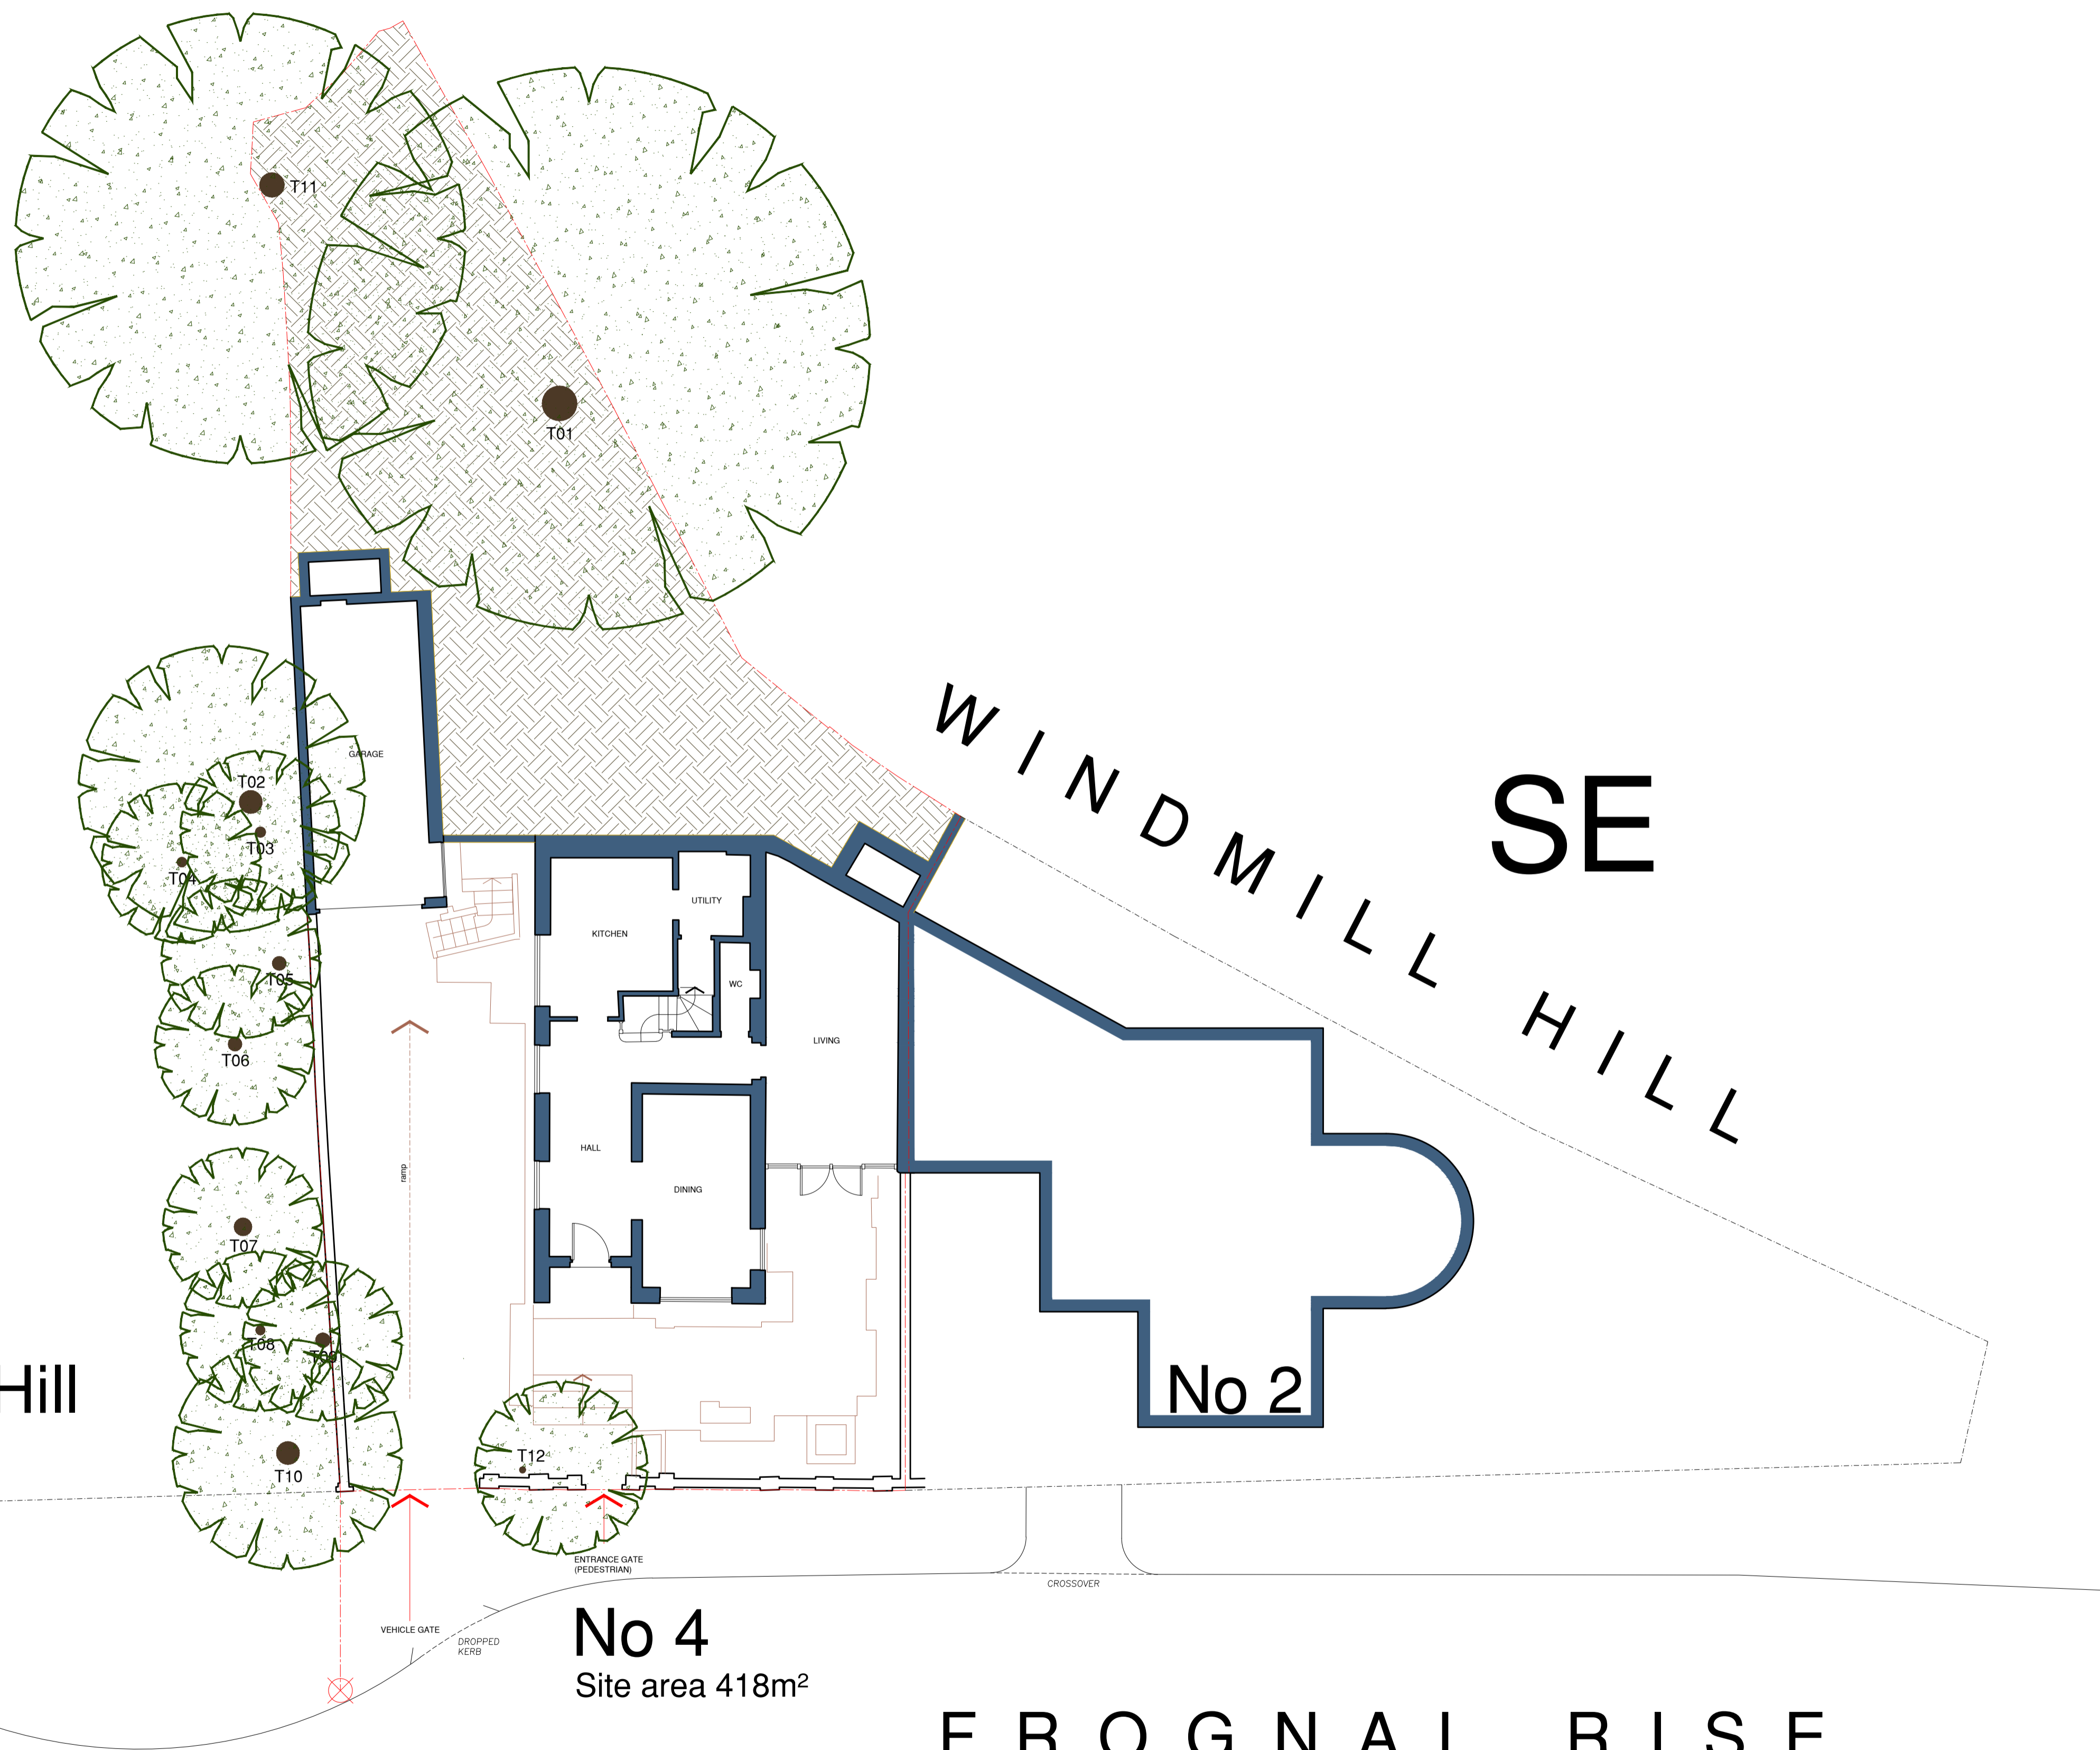 T11
T01
WINDMILL HILL
SE
GARAGE
T02
T03
T04
UTILITY
KITCHEN
T05
WC
LIVING
T06
HALL
ramp
DINING
T07
T08
T09
Hill
No 2
T12
T10
ENTRANCE GATE
(PEDESTRIAN)
CROSSOVER
VEHICLE GATE
DROPPED
KERB
No 4
Site area 418m²
FROGNAL RISE